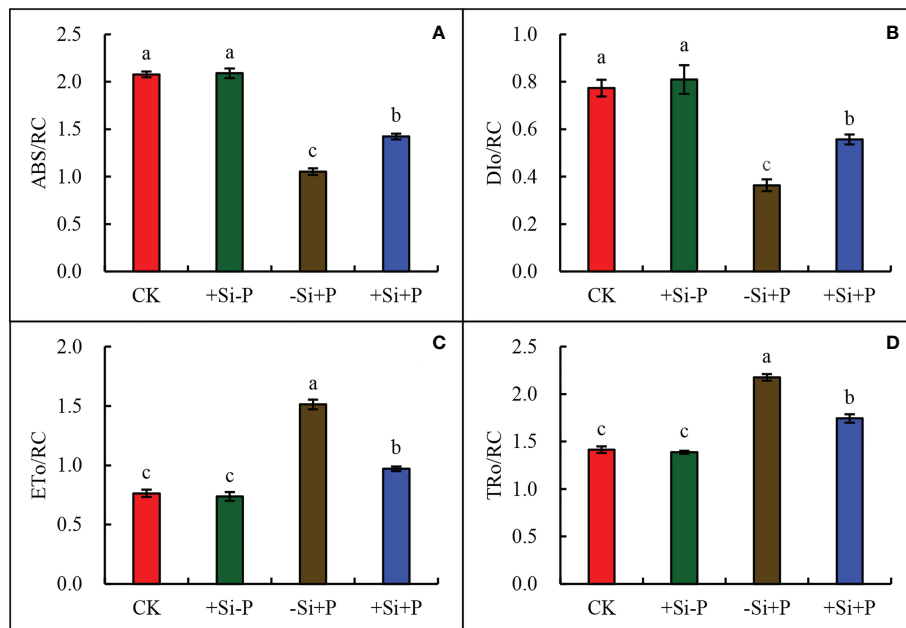 A
2.5
2.0
1.5
1.0
0.5
0.0
ABS/RC
a
a
c
b
CK
+Si-P
-Si+P
+Si+P
B
1.0
0.8
0.6
0.4
0.2
0.0
DIo/RC
a
a
c
b
CK
+Si-P
-Si+P
+Si+P
C
2.0
1.5
1.0
0.5
0.0
ETo/RC
c
c
a
b
CK
+Si-P
-Si+P
+Si+P
D
2.5
2.0
1.5
1.0
0.5
0.0
TRo/RC
c
c
a
b
CK
+Si-P
-Si+P
+Si+P